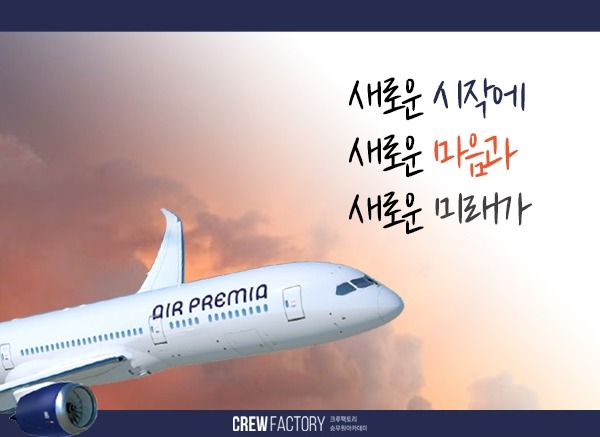 새로운 시작에
새로운 마음과
새로운 미래가
AIR PREMIA
CREW FACTORY
크루팩토리
승무원아카데미